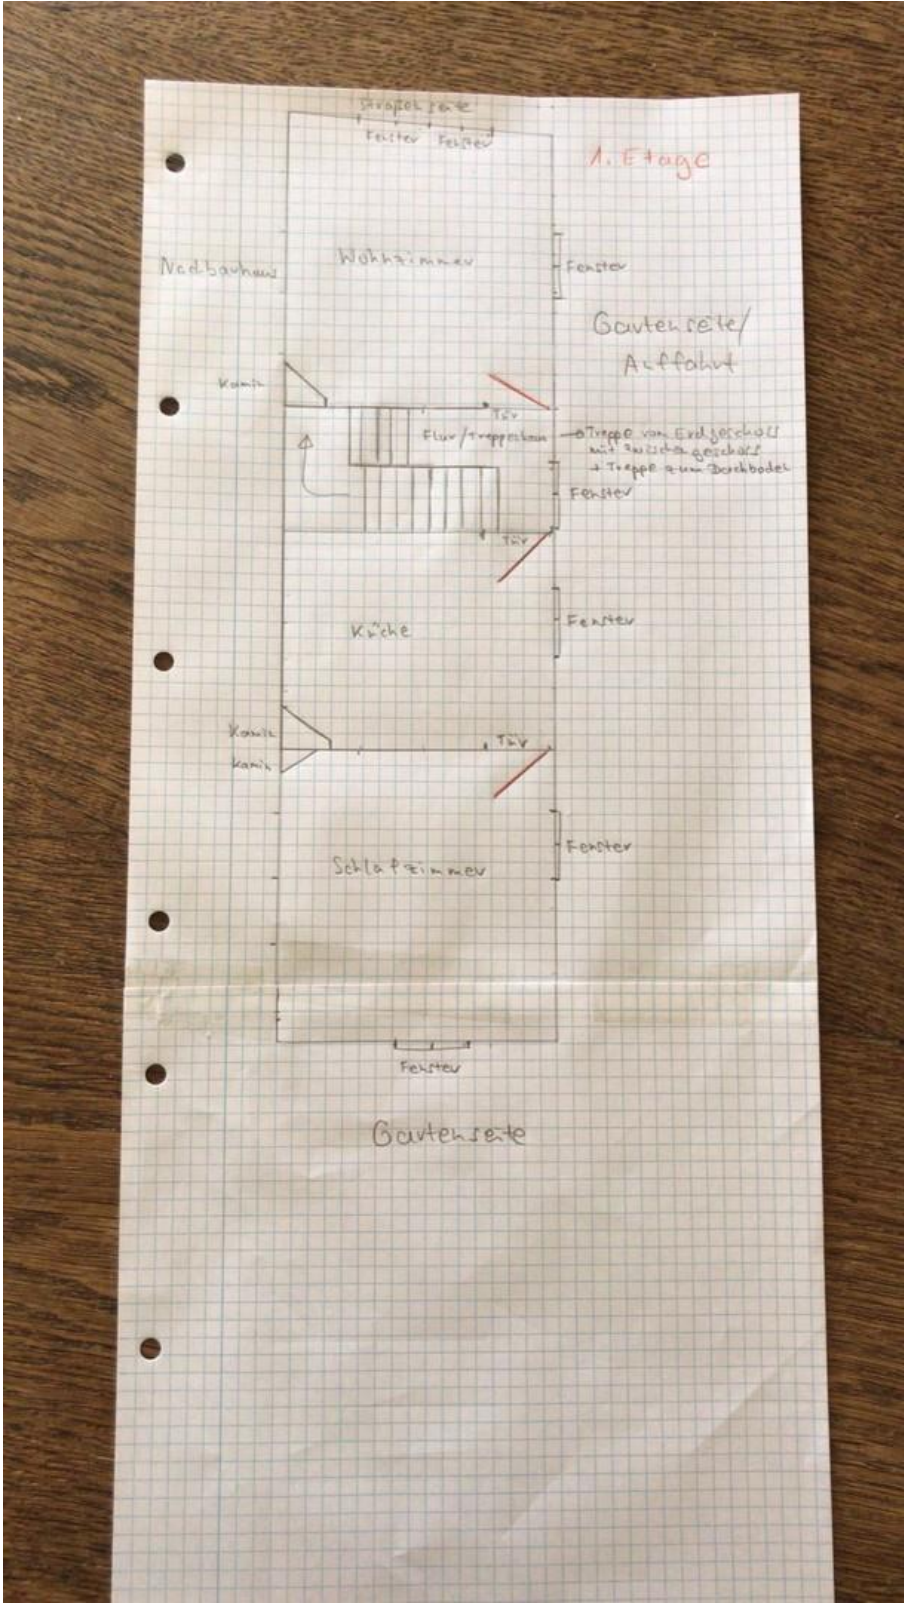 Straßenseite
Fenster Fenster
1. Etage
Wohnzimmer
Nachbarhaus
Fenster
Gartenseite/
Auffahrt
Kamin
Tür
Flur/Treppenhaus
Treppe vom Erdgeschoss
mit Zwischengeschoss
+ Treppe zum Dachboden
Fenster
Tür
Fenster
Küche
Kamin
Tür
Kamin
Fenster
Schlafzimmer
Fenster
Gartenseite